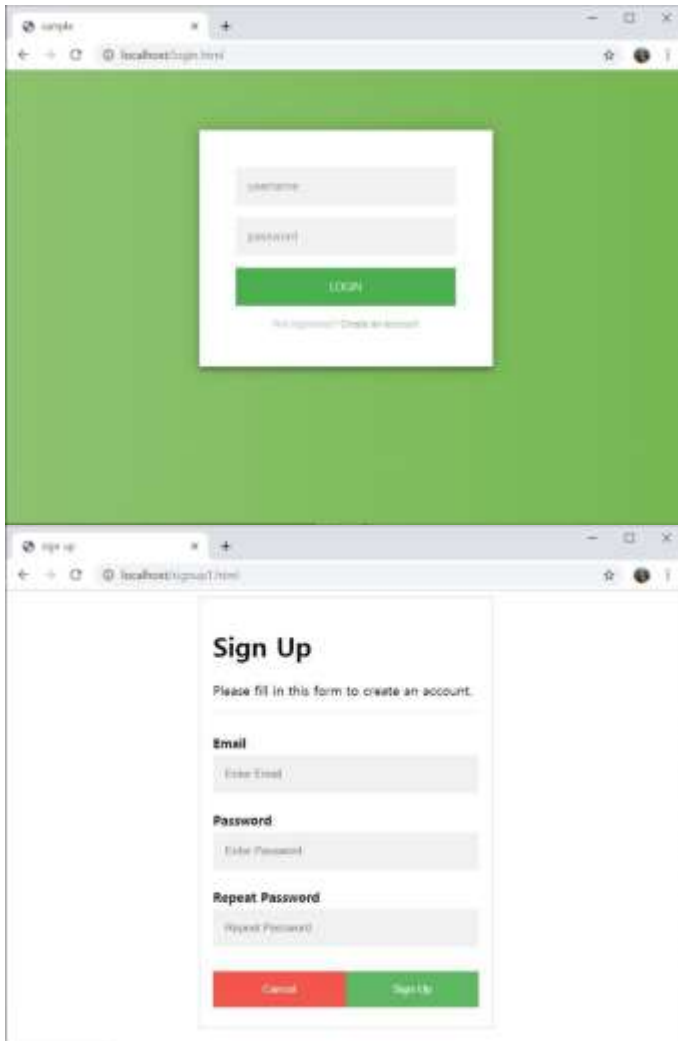 sample
localhost/login.html
username
password
LOGIN
Not registered? Create an account
sign up
localhost/signup1.html
Sign Up
Please fill in this form to create an account.
Email
Enter Email
Password
Enter Password
Repeat Password
Repeat Password
Cancel
Sign Up